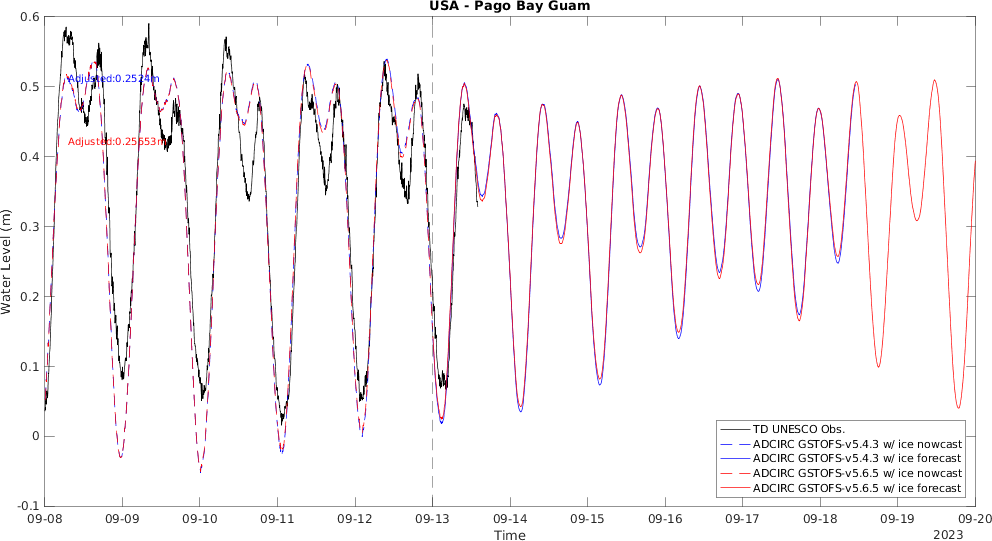 USA - Pago Bay Guam
0.6
0.5
0.4
0.3
0.2
0.1
0
-0.1
Water Level (m)
Adjusted:0.2524m
Adjusted:0.25653m
TD UNESCO Obs.
ADCIRC GSTOFS-v5.4.3 w/ ice nowcast
ADCIRC GSTOFS-v5.4.3 w/ ice forecast
ADCIRC GSTOFS-v5.6.5 w/ ice nowcast
ADCIRC GSTOFS-v5.6.5 w/ ice forecast
09-08 09-09 09-10 09-11 09-12 09-13 09-14 09-15 09-16 09-17 09-18 09-19 09-20
Time
2023